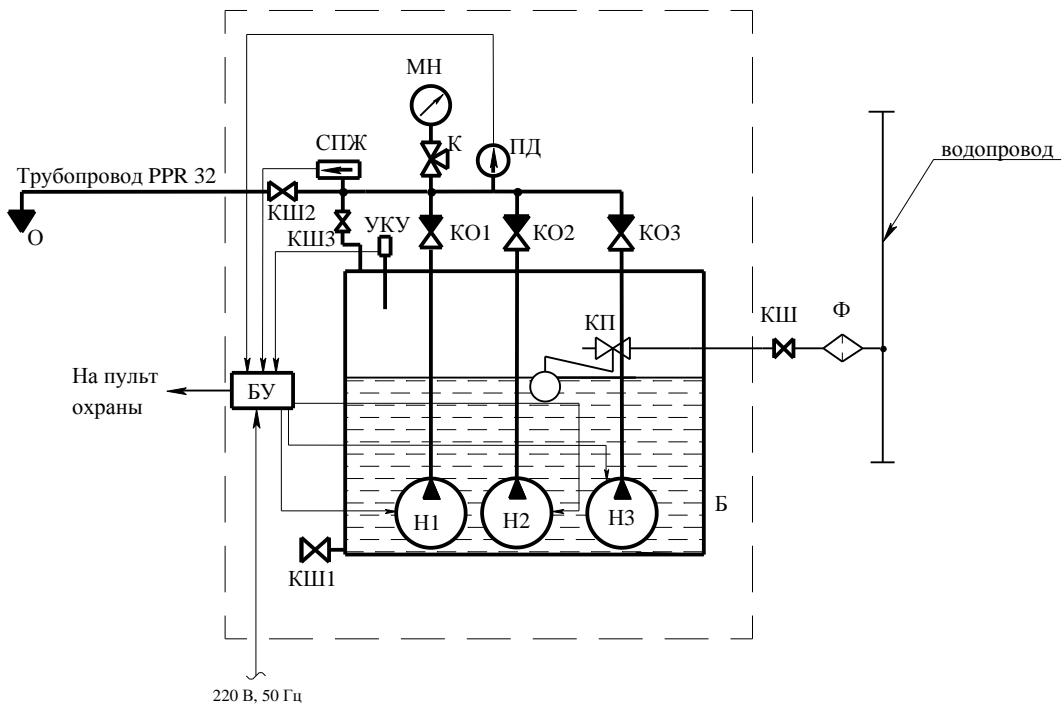 МН
СПЖ
К
ПД
водопровод
Трубопровод PPR 32
КШ2
О
КШ3
УКУ
КО1
КО2
КО3
КП
КШ
Ф
На пульт
охраны
БУ
Н1
Н2
Н3
Б
КШ1
220 В, 50 Гц